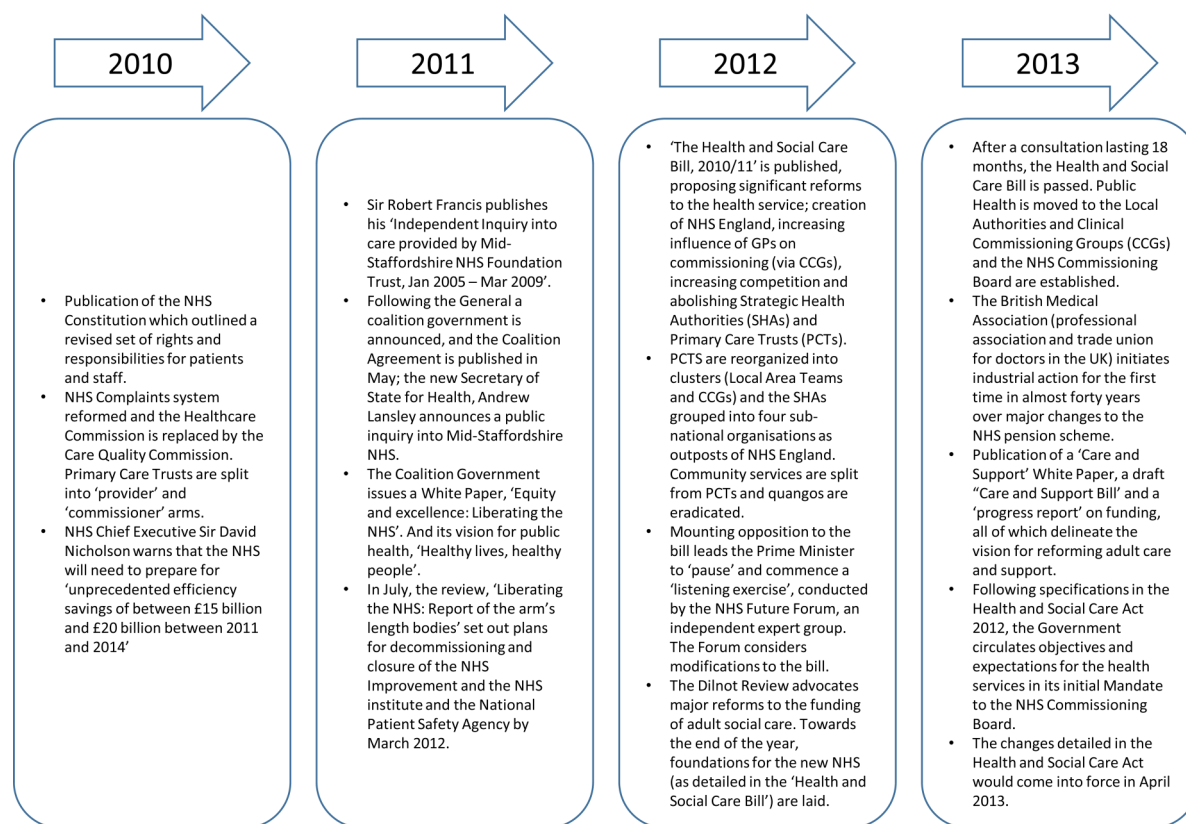 2010
• Publication of the NHS
Constitution which outlined a
revised set of rights and
responsibilities for patients
and staff.
• NHS Complaints system
reformed and the Healthcare
Commission is replaced by the
Care Quality Commission.
Primary Care Trusts are split
into ‘provider’ and
‘commissioner’ arms.
• NHS Chief Executive Sir David
Nicholson warns that the NHS
will need to prepare for
‘unprecedented efficiency
savings of between £15 billion
and £20 billion between 2011
and 2014’
2011
• Sir Robert Francis publishes
his ‘Independent Inquiry into
care provided by Mid-
Staffordshire NHS Foundation
Trust, Jan 2005 – Mar 2009’.
• Following the General a
coalition government is
announced, and the Coalition
Agreement is published in
May; the new Secretary of
State for Health, Andrew
Lansley announces a public
inquiry into Mid-Staffordshire
NHS.
• The Coalition Government
issues a White Paper, ‘Equity
and excellence: Liberating the
NHS’. And its vision for public
health, ‘Healthy lives, healthy
people’.
• In July, the review, ‘Liberating
the NHS: Report of the arm’s
length bodies’ set out plans
for decommissioning and
closure of the NHS
Improvement and the NHS
institute and the National
Patient Safety Agency by
March 2012.
2012
• ‘The Health and Social Care
Bill, 2010/11’ is published,
proposing significant reforms
to the health service; creation
of NHS England, increasing
influence of GPs on
commissioning (via CCGs),
increasing competition and
abolishing Strategic Health
Authorities (SHAs) and
Primary Care Trusts (PCTs).
• PCTS are reorganized into
clusters (Local Area Teams
and CCGs) and the SHAs
grouped into four sub-
national organisations as
outposts of NHS England.
Community services are split
from PCTs and quangos are
eradicated.
• Mounting opposition to the
bill leads the Prime Minister
to ‘pause’ and commence a
‘listening exercise’, conducted
by the NHS Future Forum, an
independent expert group.
The Forum considers
modifications to the bill.
• The Dilnot Review advocates
major reforms to the funding
of adult social care. Towards
the end of the year,
foundations for the new NHS
(as detailed in the ‘Health and
Social Care Bill’) are laid.
2013
• After a consultation lasting 18
months, the Health and Social
Care Bill is passed. Public
Health is moved to the Local
Authorities and Clinical
Commissioning Groups (CCGs)
and the NHS Commissioning
Board are established.
• The British Medical
Association (professional
association and trade union
for doctors in the UK) initiates
industrial action for the first
time in almost forty years
over major changes to the
NHS pension scheme.
• Publication of a ‘Care and
Support’ White Paper, a draft
“Care and Support Bill’ and a
‘progress report’ on funding,
all of which delineate the
vision for reforming adult care
and support.
• Following specifications in the
Health and Social Care Act
2012, the Government
circulates objectives and
expectations for the health
services in its initial Mandate
to the NHS Commissioning
Board.
• The changes detailed in the
Health and Social Care Act
would come into force in April
2013.